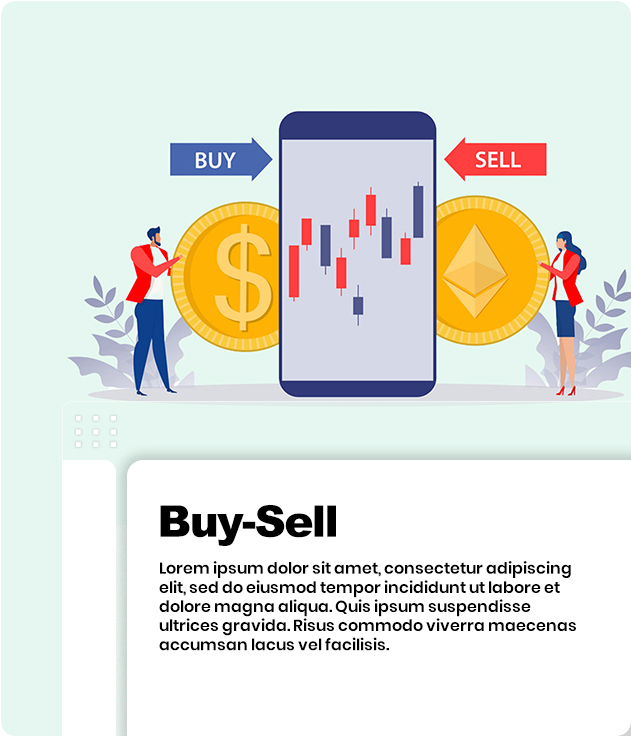 BUY
SELL
$
Buy-Sell
Lorem ipsum dolor sit amet, consectetur adipiscing
elit, sed do eiusmod tempor incididunt ut labore et
dolore magna aliqua. Quis ipsum suspendisse
ultrices gravida. Risus commodo viverra maecenas
accumsan lacus vel facilisis.